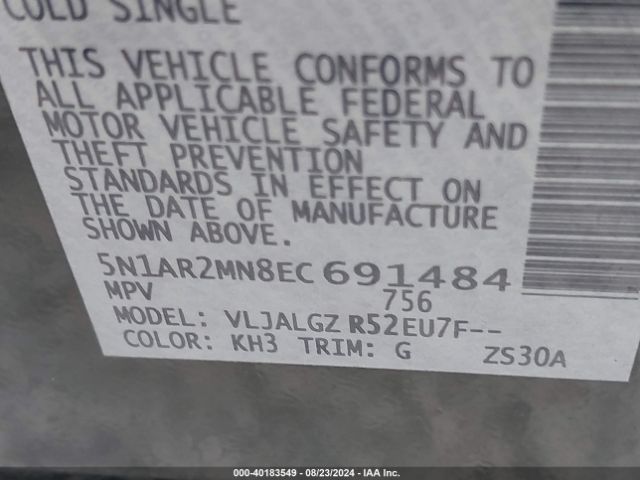 COLD SINGLE
THIS VEHICLE CONFORMS TO
ALL APPLICABLE FEDERAL
MOTOR VEHICLE SAFETY AND
THEFT PREVENTION
STANDARDS IN EFFECT ON
THE DATE OF MANUFACTURE
SHOWN ABOVE.
5N1AR2MN8EC691484
MPV 756
MODEL: VLJALGZ R52EU7F--
COLOR: KH3 TRIM: G ZS30A
000-40183549 - 08/23/2024 - IAA Inc.